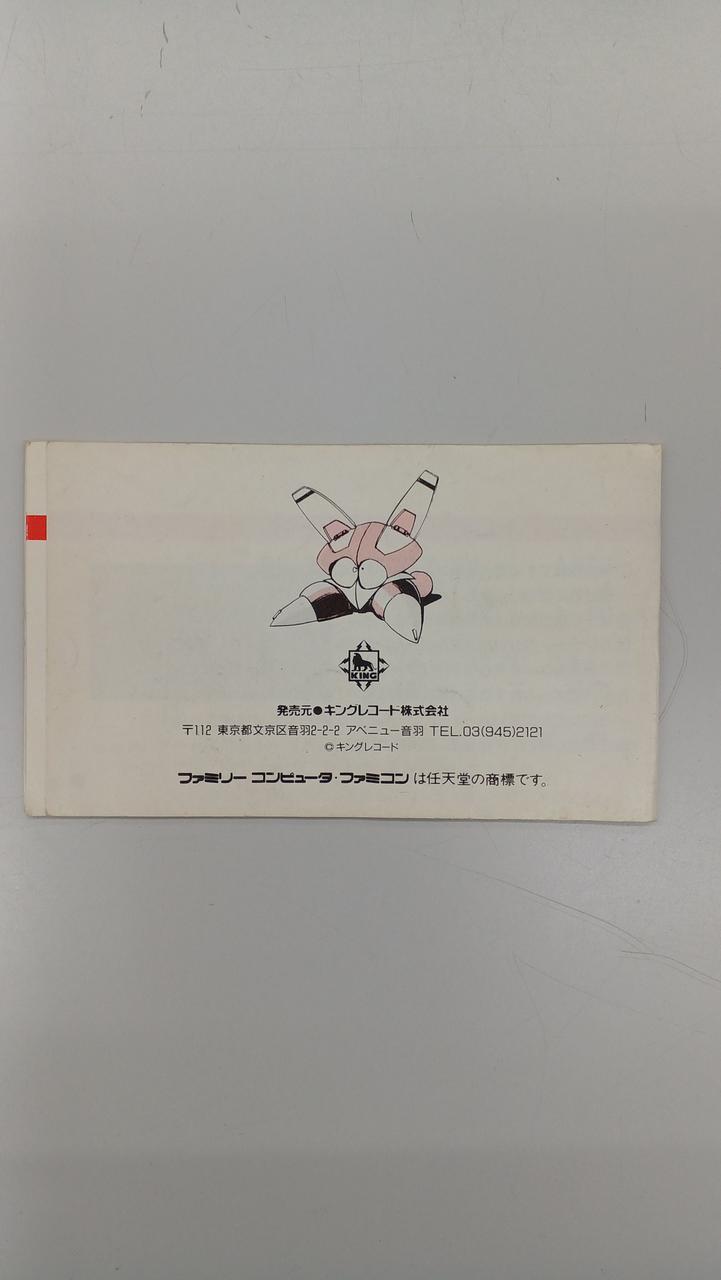 KING
発売元●キングレコード株式会社
〒112 東京都文京区音羽2-2-2 アベニュー音羽 TEL.03(945)2121
©キングレコード
ファミリー コンピュータ・ファミコン は任天堂の商標です。